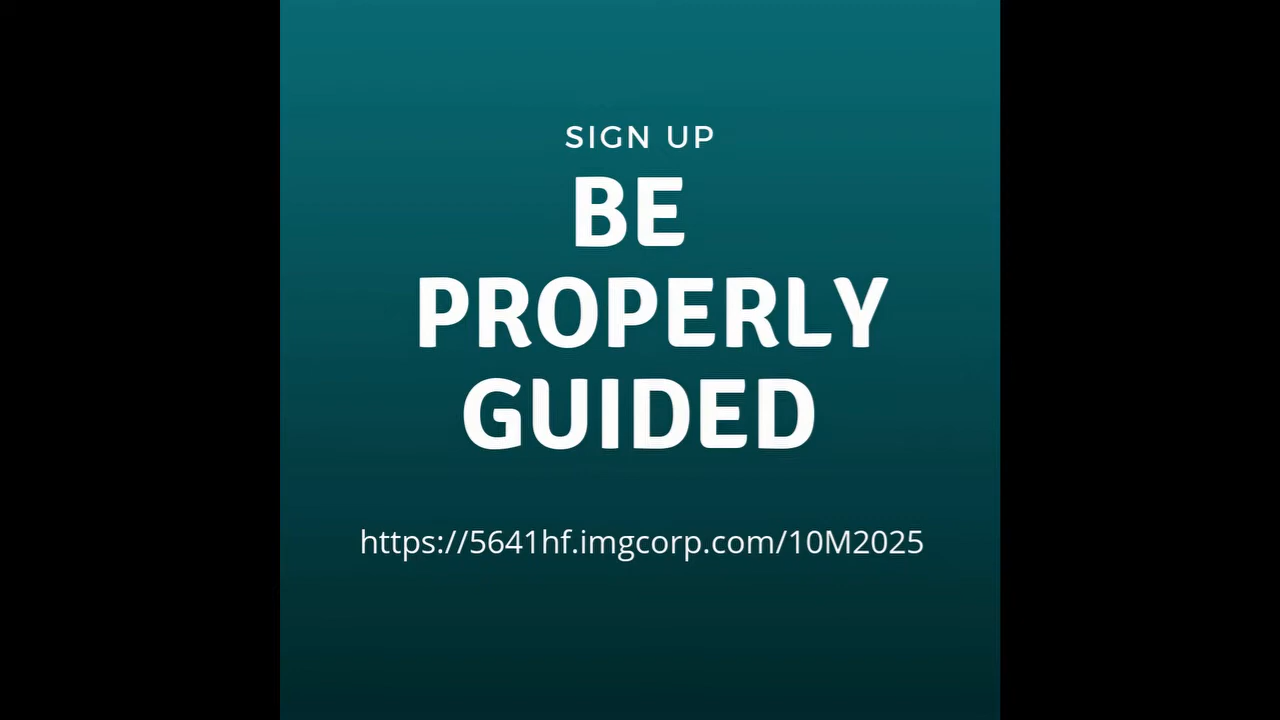 SIGN UP
BE
PROPERLY
GUIDED
https://5641hf.imgcorp.com/10M2025